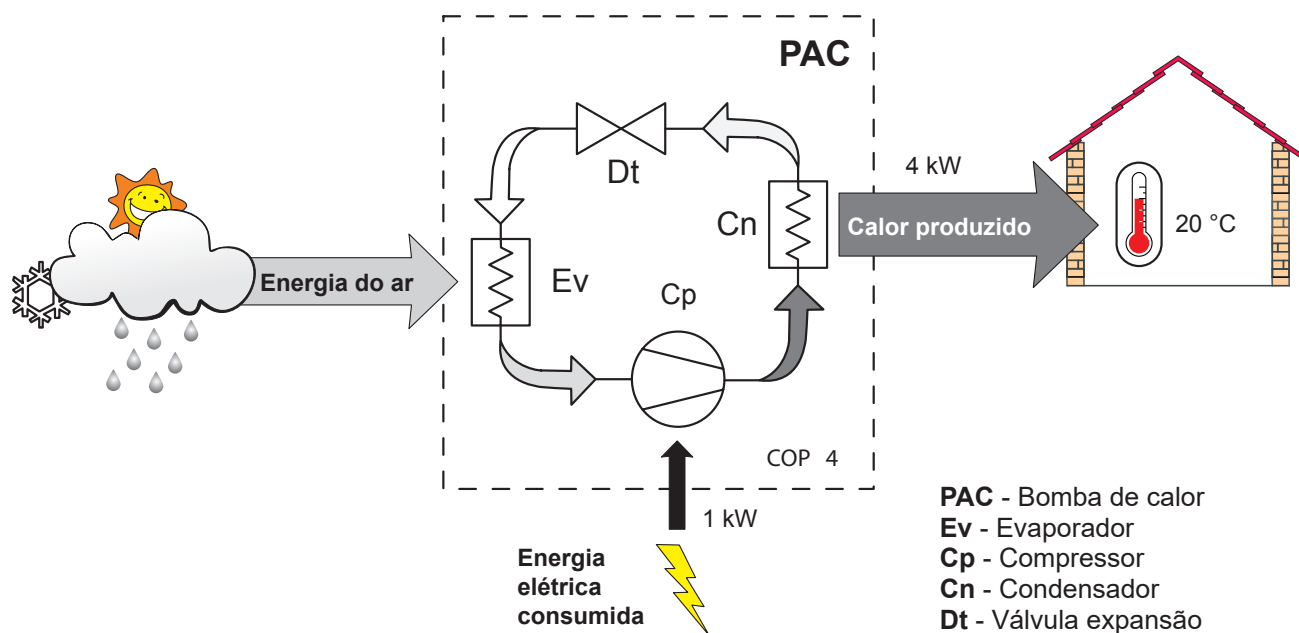 PAC
Dt
4 kW
Cn
Calor produzido
20 °C
Energia do ar
Ev
Cp
COP 4
1 kW
Energia
elétrica
consumida
PAC - Bomba de calor
Ev - Evaporador
Cp - Compressor
Cn - Condensador
Dt - Válvula expansão